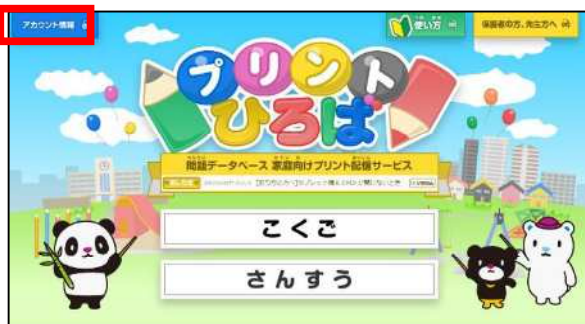 アカウント情報
使い方
保護者の方、先生方へ
プリント
ひろば
問題データベース 家庭向けプリント配信サービス
こくご
さんすう